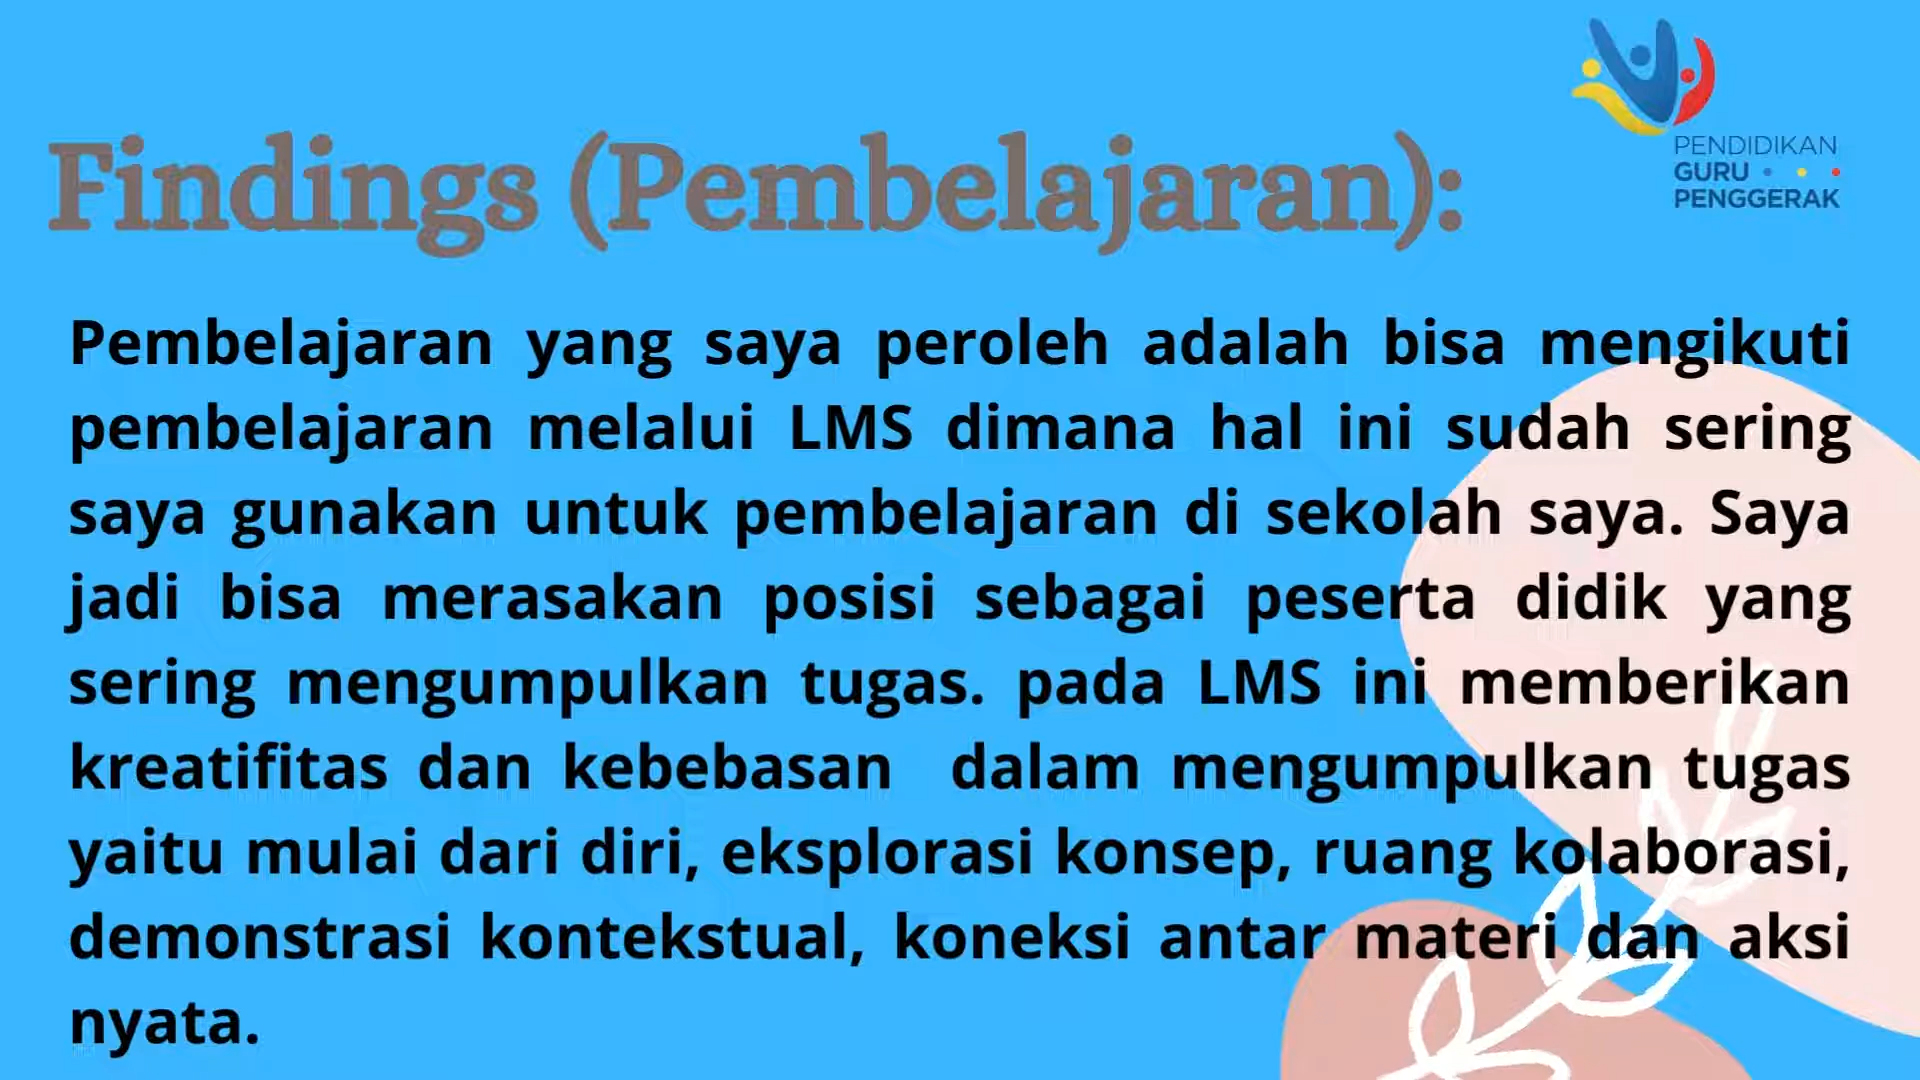 PENDIDIKAN
GURU
PENGGERAK
Findings (Pembelajaran):
Pembelajaran yang saya peroleh adalah bisa mengikuti
pembelajaran melalui LMS dimana hal ini sudah sering
saya gunakan untuk pembelajaran di sekolah saya. Saya
jadi bisa merasakan posisi sebagai peserta didik yang
sering mengumpulkan tugas. pada LMS ini memberikan
kreatifitas dan kebebasan dalam mengumpulkan tugas
yaitu mulai dari diri, eksplorasi konsep, ruang kolaborasi,
demonstrasi kontekstual, koneksi antar materi dan aksi
nyata.